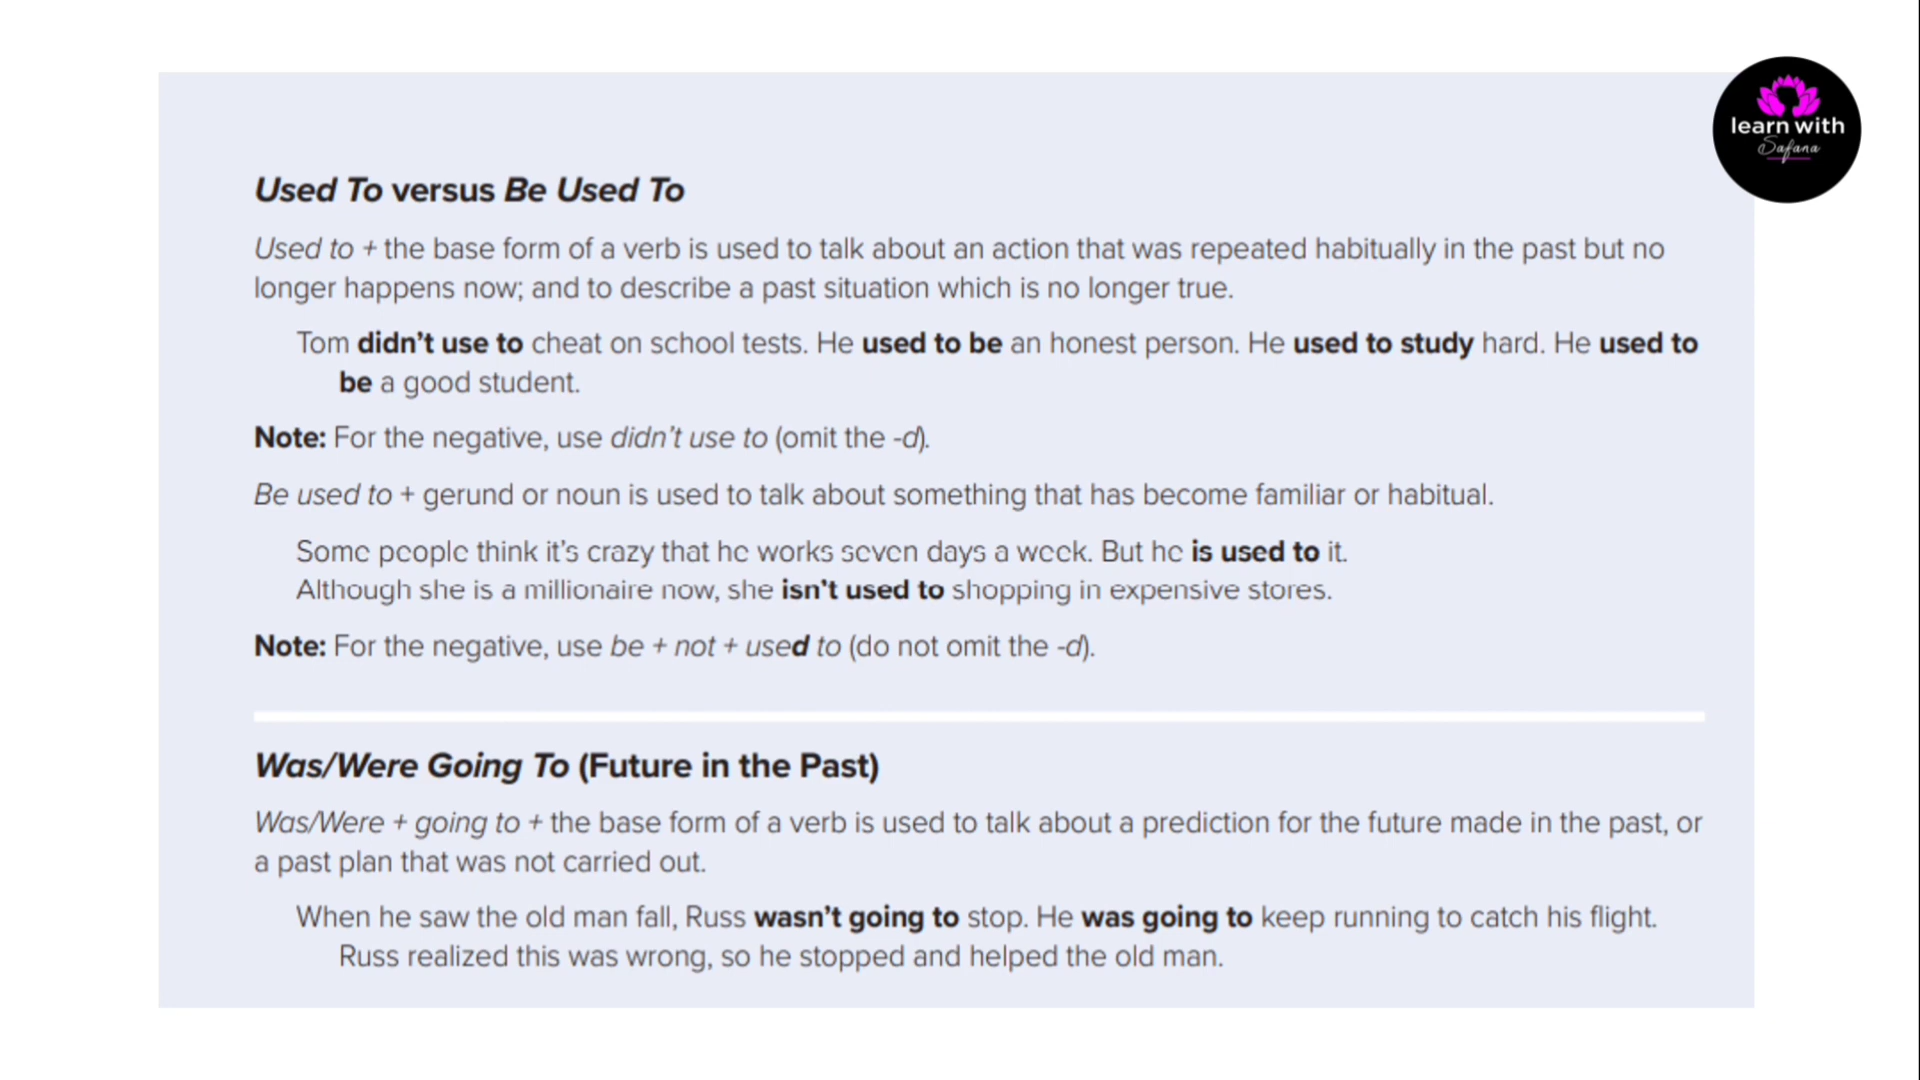 learn with
Safana
Used To versus Be Used To
Used to + the base form of a verb is used to talk about an action that was repeated habitually in the past but no
longer happens now; and to describe a past situation which is no longer true.
Tom didn't use to cheat on school tests. He used to be an honest person. He used to study hard. He used to
be a good student.
Note: For the negative, use didn't use to (omit the -d).
Be used to + gerund or noun is used to talk about something that has become familiar or habitual.
Some people think it's crazy that he works seven days a week. But he is used to it.
Although she is a millionaire now, she isn't used to shopping in expensive stores.
Note: For the negative, use be + not + used to (do not omit the -d).
Was/Were Going To (Future in the Past)
Was/Were + going to + the base form of a verb is used to talk about a prediction for the future made in the past, or
a past plan that was not carried out.
When he saw the old man fall, Russ wasn't going to stop. He was going to keep running to catch his flight.
Russ realized this was wrong, so he stopped and helped the old man.